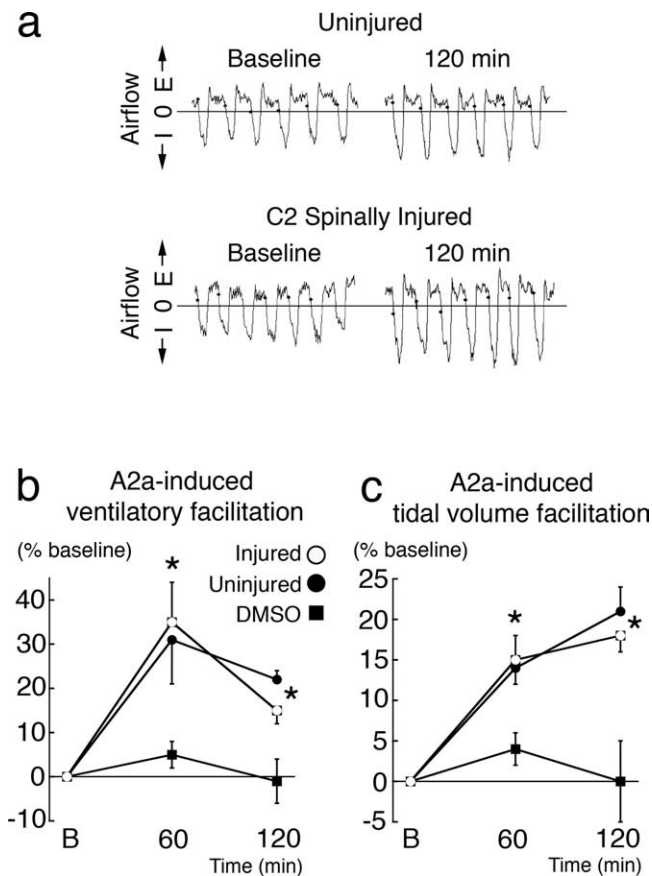 a
Uninjured
Baseline 120 min
Airflow
I O E
C2 Spinally Injured
Baseline 120 min
Airflow
I O E
b
A2a-induced
ventilatory facilitation
(% baseline)
*
Injured
Uninjured
DMSO
*
40
30
20
10
0
-10
B 60 120
Time (min)
c
A2a-induced
tidal volume facilitation
(% baseline)
*
*
25
20
15
10
5
0
-5
B 60 120
Time (min)